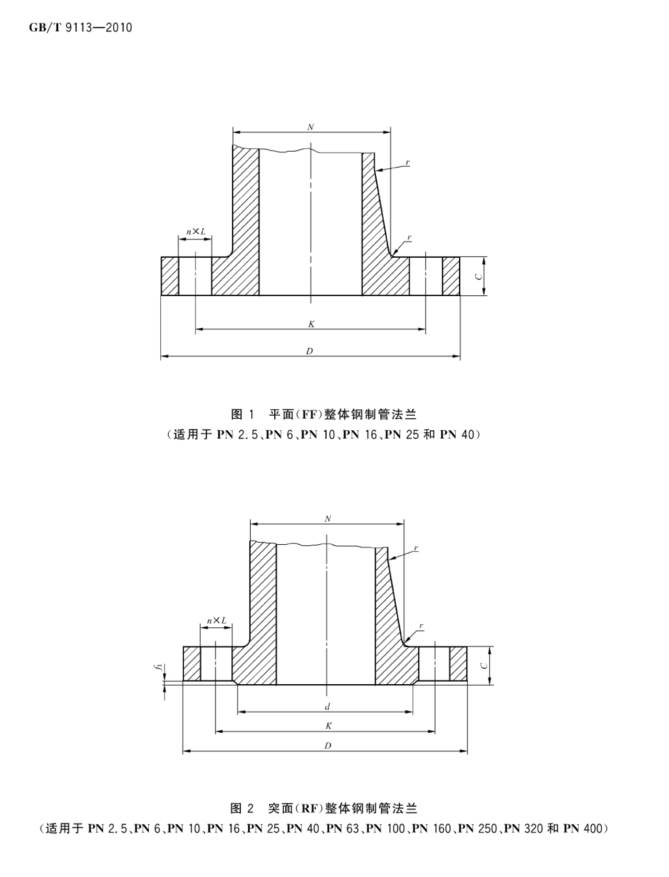 GB/T 9113—2010
N
r
n×L
r
C
K
D
图 1 平面(FF)整体钢制管法兰
(适用于 PN 2.5、PN 6、PN 10、PN 16、PN 25 和 PN 40)
N
r
n×L
r
f1
C
d
K
D
图 2 突面(RF)整体钢制管法兰
(适用于 PN 2.5、PN 6、PN 10、PN 16、PN 25、PN 40、PN 63、PN 100、PN 160、PN 250、PN 320 和 PN 400)